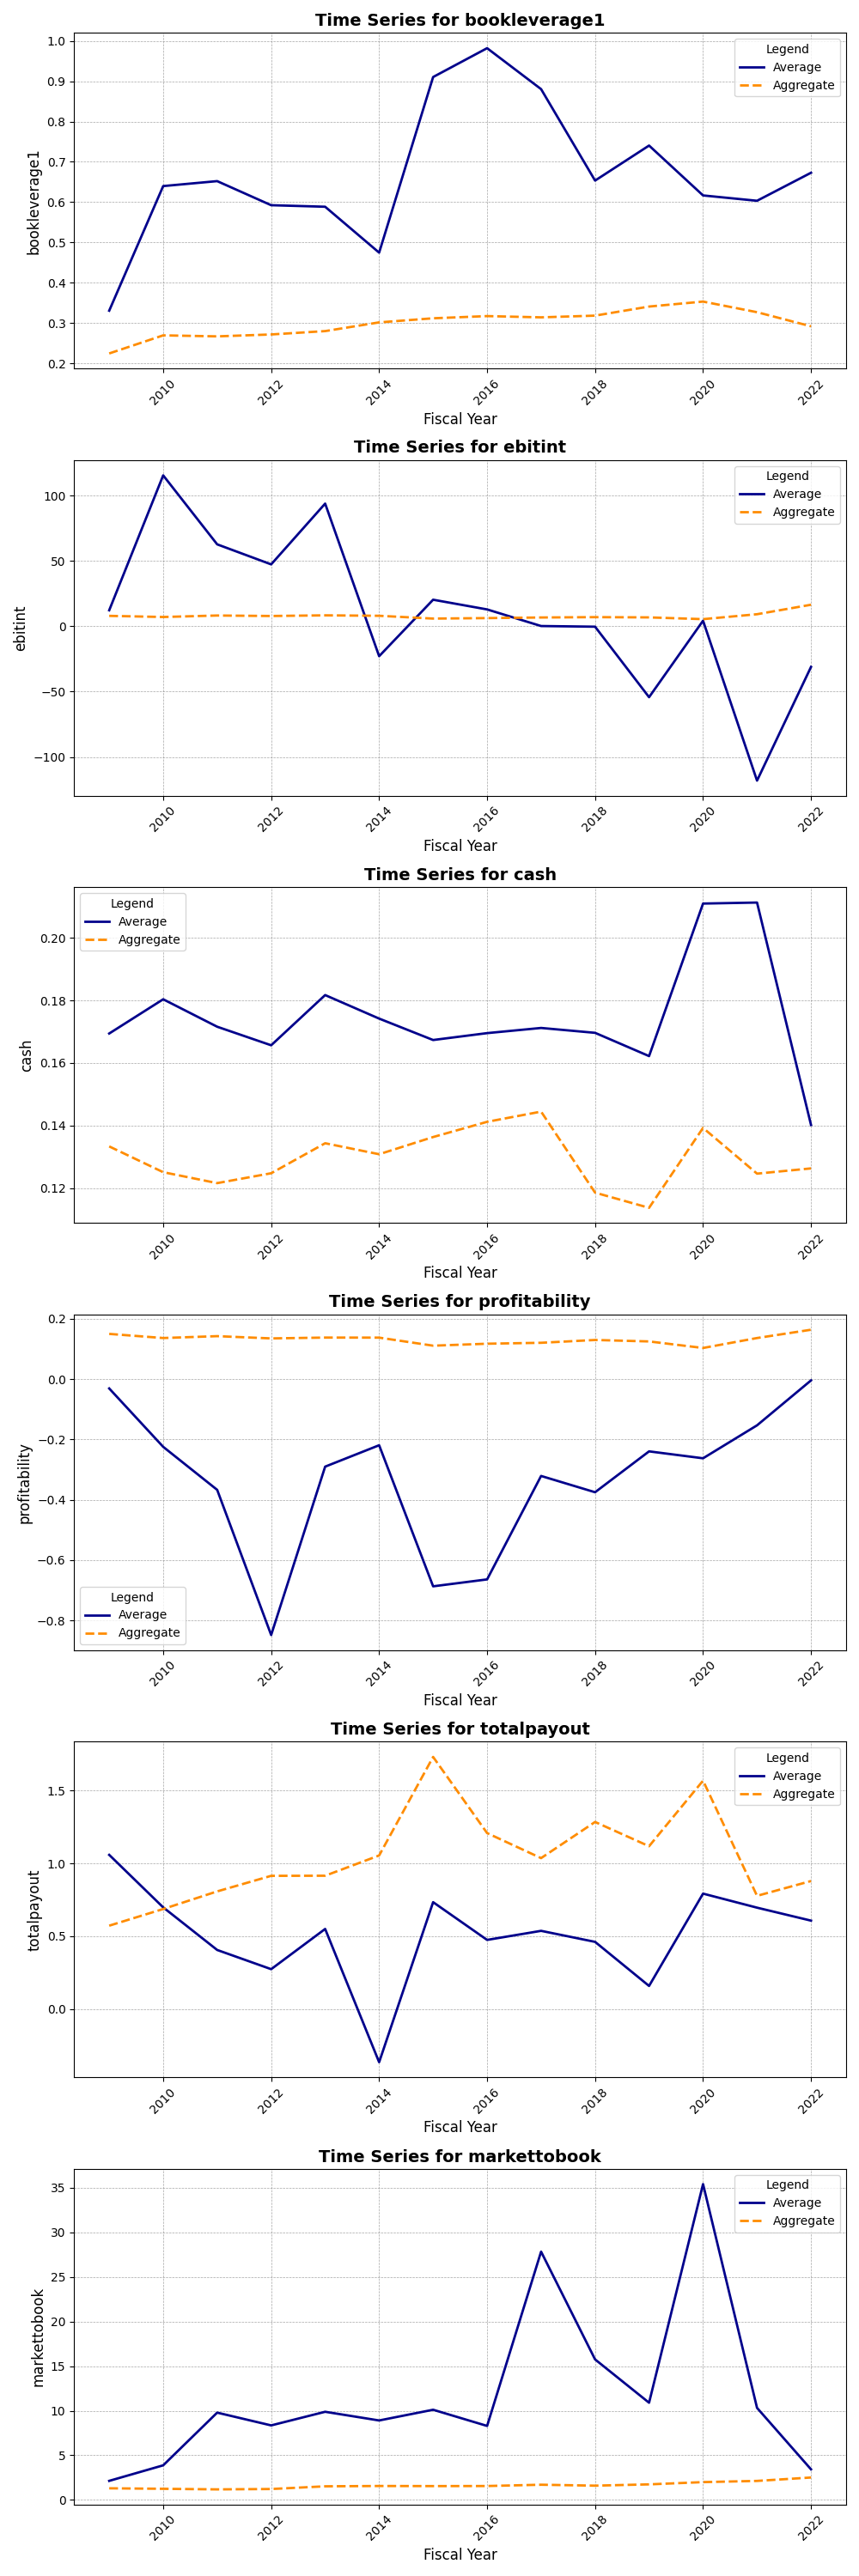 Time Series for bookleverage1
Legend
Average
Aggregate
1.0
0.9
0.8
0.7
0.6
0.5
0.4
0.3
0.2
bookleverage1
2010
2012
2014
2016
2018
2020
2022
Fiscal Year
Time Series for ebitint
Legend
Average
Aggregate
100
50
0
−50
−100
ebitint
2010
2012
2014
2016
2018
2020
2022
Fiscal Year
Time Series for cash
Legend
Average
Aggregate
0.20
0.18
0.16
0.14
0.12
cash
2010
2012
2014
2016
2018
2020
2022
Fiscal Year
Time Series for profitability
0.2
0.0
−0.2
−0.4
−0.6
−0.8
profitability
Legend
Average
Aggregate
2010
2012
2014
2016
2018
2020
2022
Fiscal Year
Time Series for totalpayout
Legend
Average
Aggregate
1.5
1.0
0.5
0.0
totalpayout
2010
2012
2014
2016
2018
2020
2022
Fiscal Year
Time Series for markettobook
Legend
Average
Aggregate
35
30
25
20
15
10
5
0
markettobook
2010
2012
2014
2016
2018
2020
2022
Fiscal Year